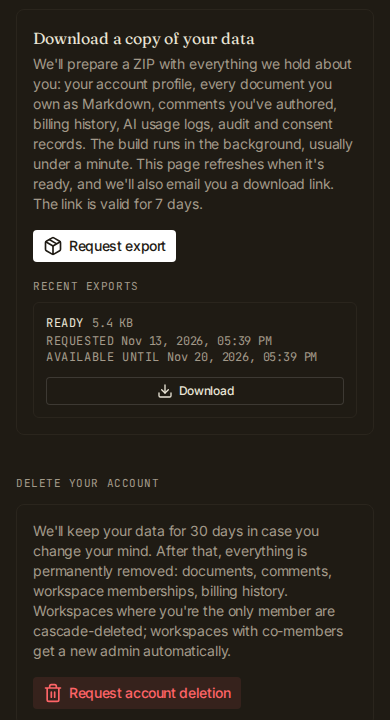 Download a copy of your data
We'll prepare a ZIP with everything we hold about
you: your account profile, every document you
own as Markdown, comments you've authored,
billing history, AI usage logs, audit and consent
records. The build runs in the background, usually
under a minute. This page refreshes when it's
ready, and we'll also email you a download link.
The link is valid for 7 days.
Request export
RECENT EXPORTS
READY 5.4 KB
REQUESTED Nov 13, 2026, 05:39 PM
AVAILABLE UNTIL Nov 20, 2026, 05:39 PM
Download
DELETE YOUR ACCOUNT
We'll keep your data for 30 days in case you
change your mind. After that, everything is
permanently removed: documents, comments,
workspace memberships, billing history.
Workspaces where you're the only member are
cascade-deleted; workspaces with co-members
get a new admin automatically.
Request account deletion